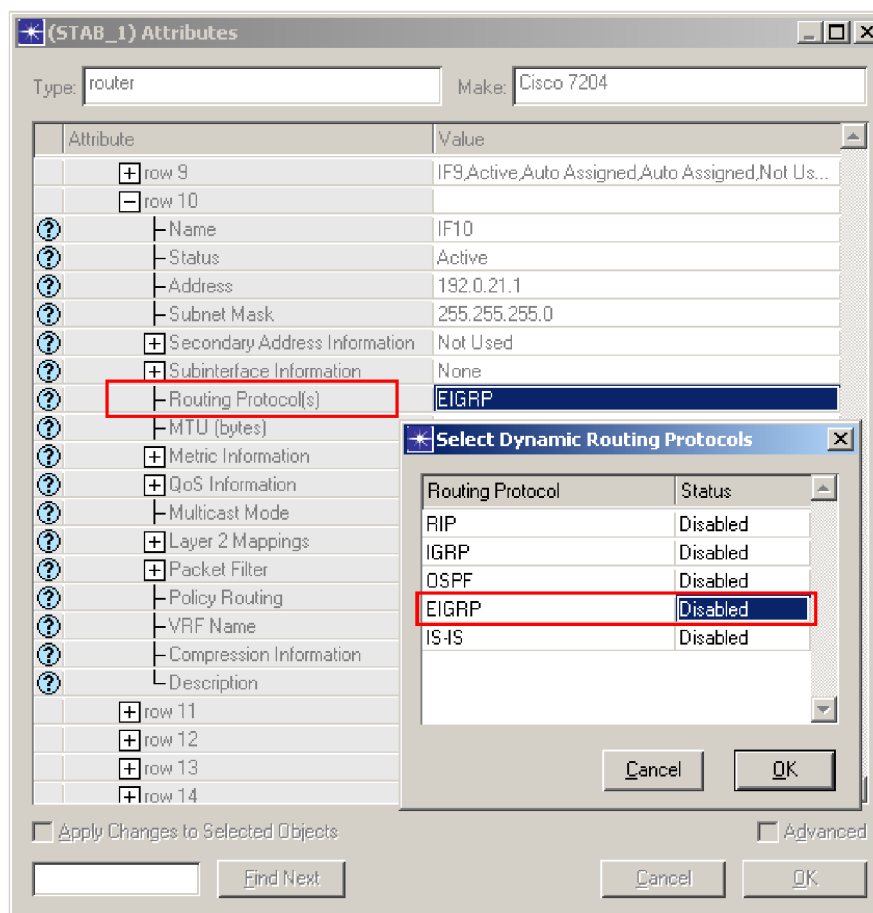 (STAB_1) Attributes
Type: router Make: Cisco 7204
Attribute Value
row 9 IF9,Active,Auto Assigned,Auto Assigned,Not Us...
row 10
Name IF10
Status Active
Address 192.0.21.1
Subnet Mask 255.255.255.0
Secondary Address Information Not Used
Subinterface Information None
Routing Protocol(s) EIGRP
MTU (bytes)
Metric Information
QoS Information
Multicast Mode
Layer 2 Mappings
Packet Filter
Policy Routing
VRF Name
Compression Information
Description
row 11
row 12
row 13
row 14
Select Dynamic Routing Protocols
Routing Protocol Status
RIP Disabled
IGRP Disabled
OSPF Disabled
EIGRP Disabled
IS-IS Disabled
Cancel OK
Apply Changes to Selected Objects Advanced
Find Next Cancel OK